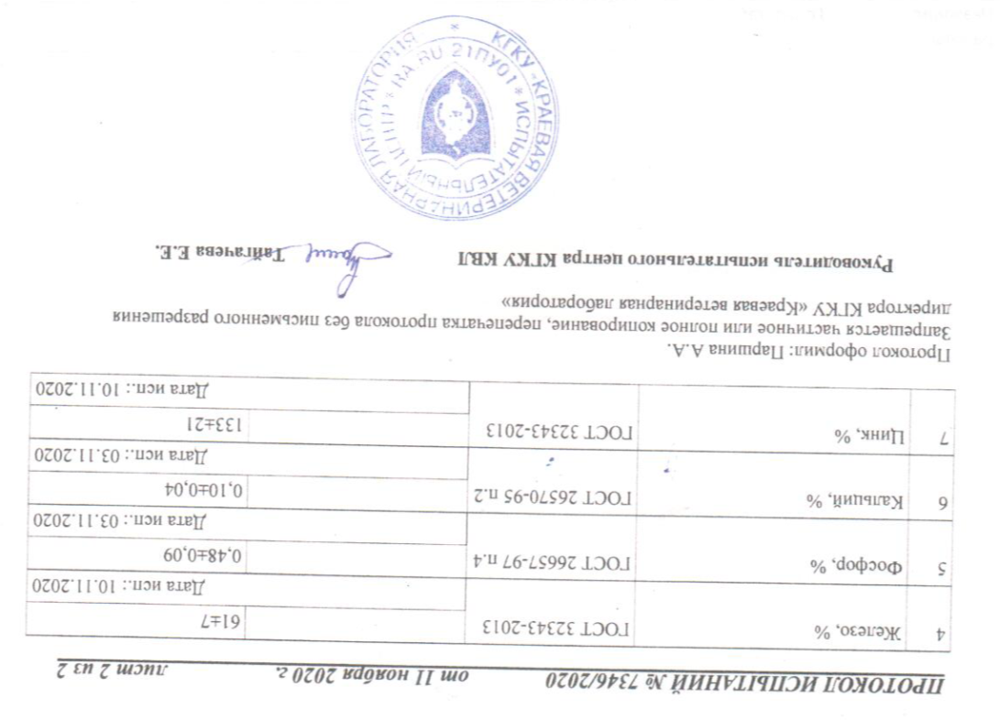 ПРОТОКОЛ ИСПЫТАНИЙ № 7346/2020 от 11 ноября 2020 г. лист 2 из 2
4 Железо, % ГОСТ 32343-2013 61±7
Дата исп.: 10.11.2020
5 Фосфор, % ГОСТ 26657-97 п.4 0,48±0,09
Дата исп.: 03.11.2020
6 Кальций, % ГОСТ 26570-95 п.2 0,10±0,04
Дата исп.: 03.11.2020
7 Цинк, % ГОСТ 32343-2013 133±21
Дата исп.: 10.11.2020
Протокол оформил: Паршина А.А.
Запрещается частичное или полное копирование, перепечатка протокола без письменного разрешения
директора КГКУ «Краевая ветеринарная лаборатория»
Руководитель испытательного центра КГКУ КВЛ Тайгачева Е.Е.
* КГКУ "КРАЕВАЯ ВЕТЕРИНАРНАЯ ЛАБОРАТОРИЯ
RA.RU 21ПУ01 * ИСПЫТАТЕЛЬНЫЙ ЦЕНТР *